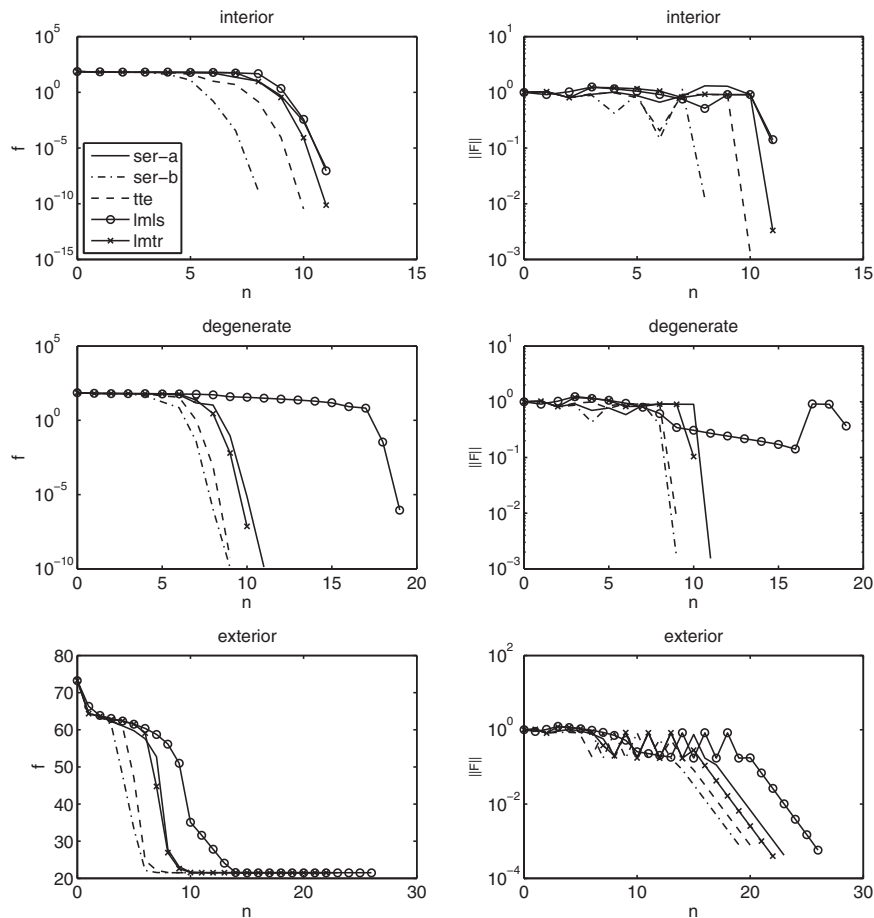 interior
10^5
10^0
10^-5
10^-10
10^-15
f
ser-a
ser-b
tte
lmls
lmtr
0 5 10 15
n
interior
10^1
10^0
10^-1
10^-2
10^-3
||F||
0 5 10 15
n
degenerate
10^5
10^0
10^-5
10^-10
f
0 5 10 15 20
n
degenerate
10^1
10^0
10^-1
10^-2
10^-3
||F||
0 5 10 15 20
n
exterior
80
70
60
50
40
30
20
f
0 10 20 30
n
exterior
10^2
10^0
10^-2
10^-4
||F||
0 10 20 30
n